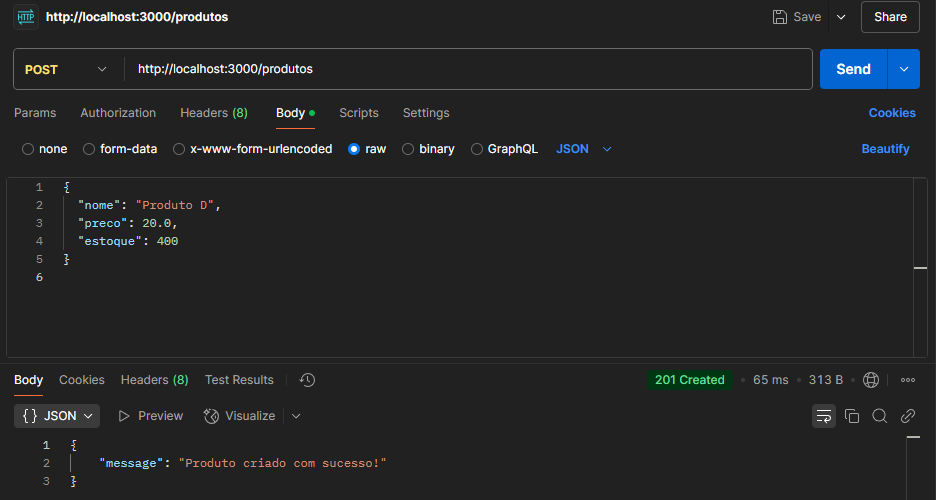 HTTP http://localhost:3000/produtos Save Share
POST http://localhost:3000/produtos Send
Params Authorization Headers (8) Body Scripts Settings Cookies
none form-data x-www-form-urlencoded raw binary GraphQL JSON Beautify
1 {
2 "nome": "Produto D",
3 "preco": 20.0,
4 "estoque": 400
5 }
6
Body Cookies Headers (8) Test Results 201 Created 65 ms 313 B
{} JSON Preview Visualize
1 {
2 "message": "Produto criado com sucesso!"
3 }